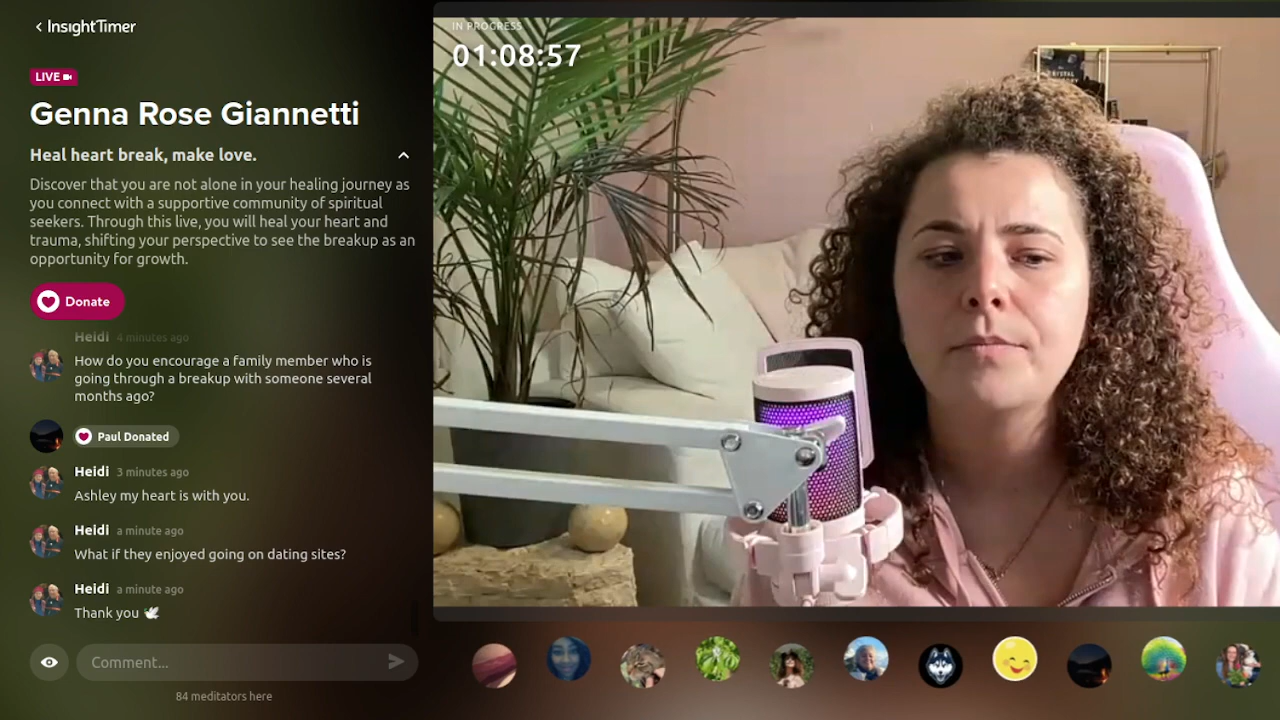 InsightTimer
LIVE
Genna Rose Giannetti
Heal heart break, make love.
Discover that you are not alone in your healing journey as
you connect with a supportive community of spiritual
seekers. Through this live, you will heal your heart and
trauma, shifting your perspective to see the breakup as an
opportunity for growth.
Donate
Heidi 4 minutes ago
How do you encourage a family member who is
going through a breakup with someone several
months ago?
Paul Donated
Heidi 3 minutes ago
Ashley my heart is with you.
Heidi a minute ago
What if they enjoyed going on dating sites?
Heidi a minute ago
Thank you 🕊️
Comment...
84 meditators here
IN PROGRESS
01:08:57